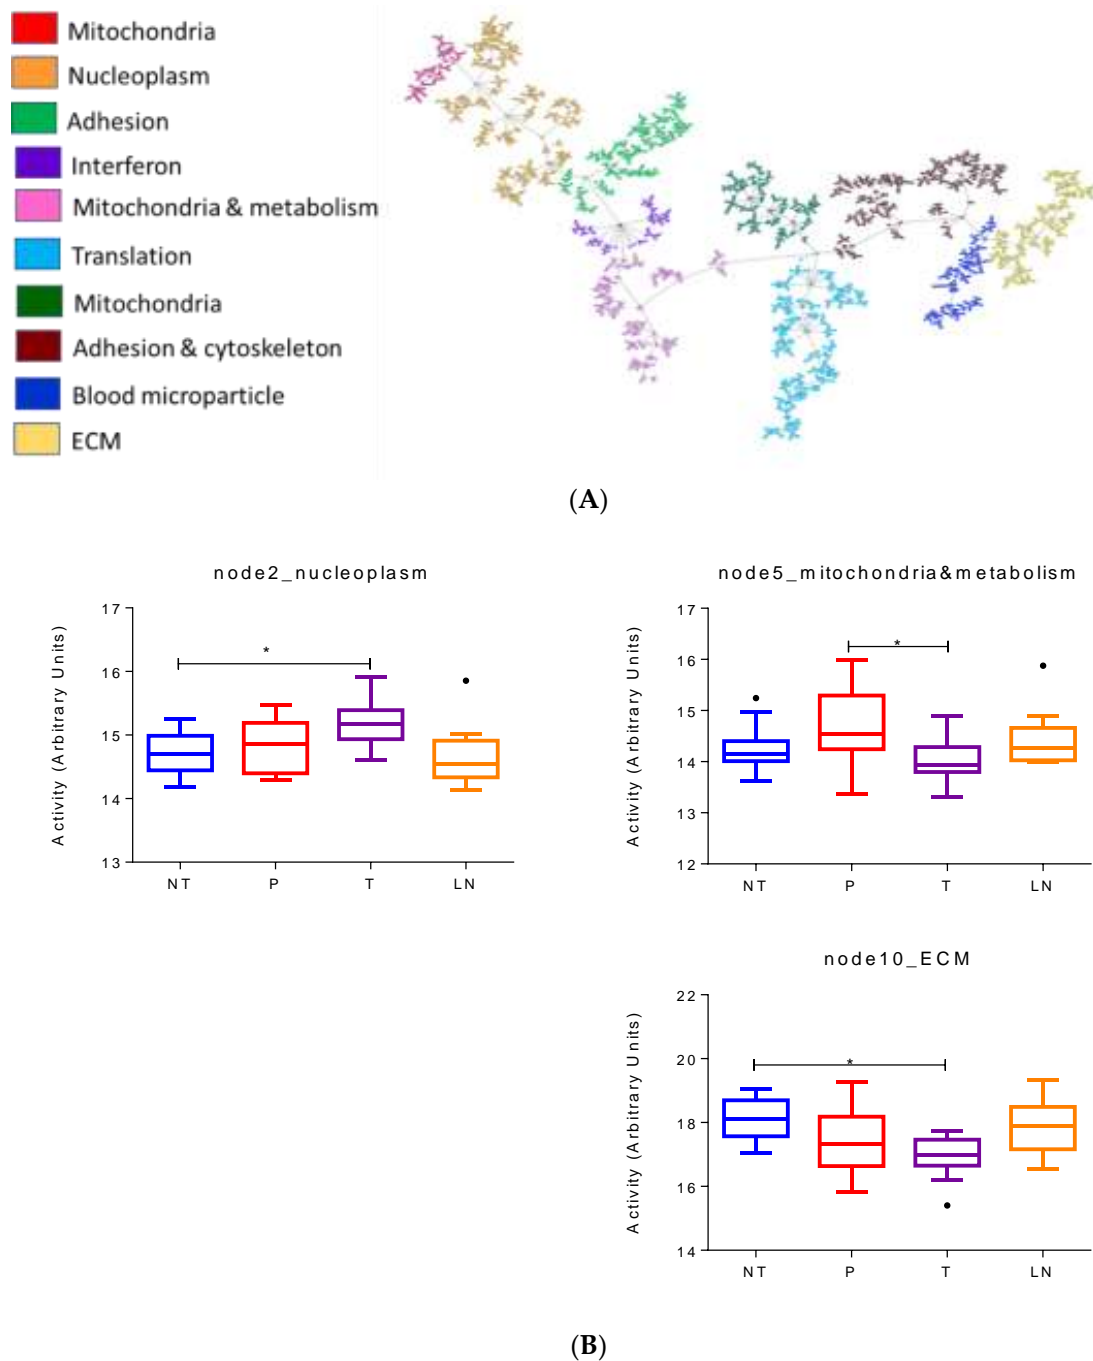 Mitochondria
Nucleoplasm
Adhesion
Interferon
Mitochondria & metabolism
Translation
Mitochondria
Adhesion & cytoskeleton
Blood microparticle
ECM
(A)
node2_nucleoplasm
Activity (Arbitrary Units)
17
16
15
14
13
*
NT P T LN
node5_mitochondria&metabolism
Activity (Arbitrary Units)
17
16
15
14
13
12
*
NT P T LN
node10_ECM
Activity (Arbitrary Units)
22
20
18
16
14
*
NT P T LN
(B)